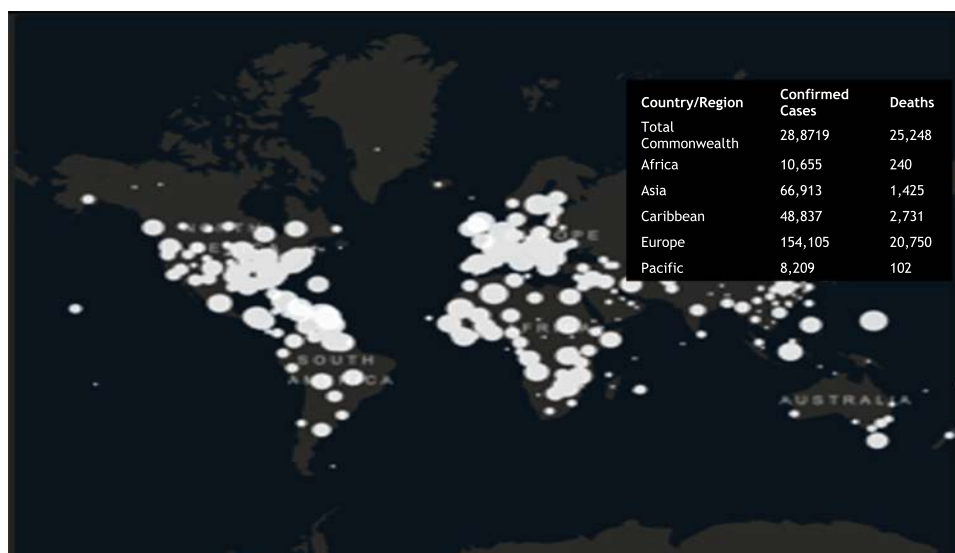 Country/Region Confirmed Cases Deaths
Total Commonwealth 28,8719 25,248
Africa 10,655 240
Asia 66,913 1,425
Caribbean 48,837 2,731
Europe 154,105 20,750
Pacific 8,209 102
SOUTH
AUSTRALIA